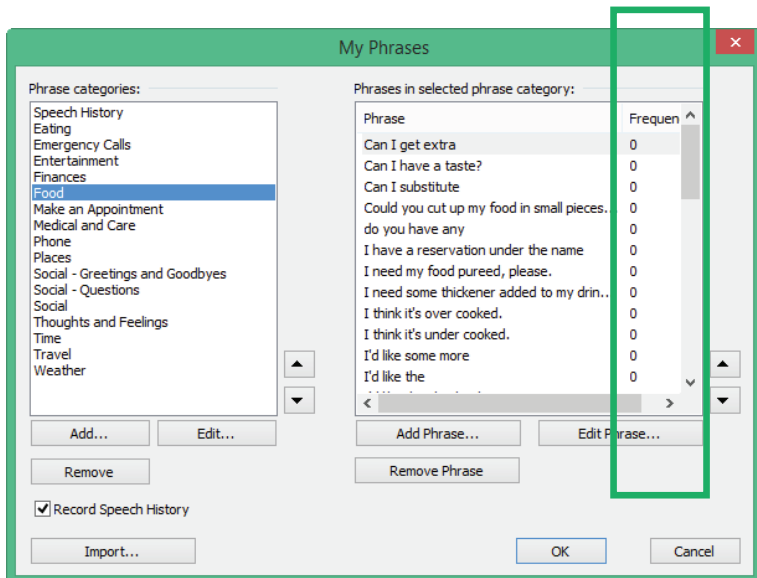 My Phrases
Phrase categories:
Speech History
Eating
Emergency Calls
Entertainment
Finances
Food
Make an Appointment
Medical and Care
Phone
Places
Social - Greetings and Goodbyes
Social - Questions
Social
Thoughts and Feelings
Time
Travel
Weather
Add...
Edit...
Remove
Record Speech History
Import...
Phrases in selected phrase category:
Phrase Frequen
Can I get extra 0
Can I have a taste? 0
Can I substitute 0
Could you cut up my food in small pieces... 0
do you have any 0
I have a reservation under the name 0
I need my food pureed, please. 0
I need some thickener added to my drin... 0
I think it's over cooked. 0
I think it's under cooked. 0
I'd like some more 0
I'd like the 0
Add Phrase...
Edit Phrase...
Remove Phrase
OK
Cancel